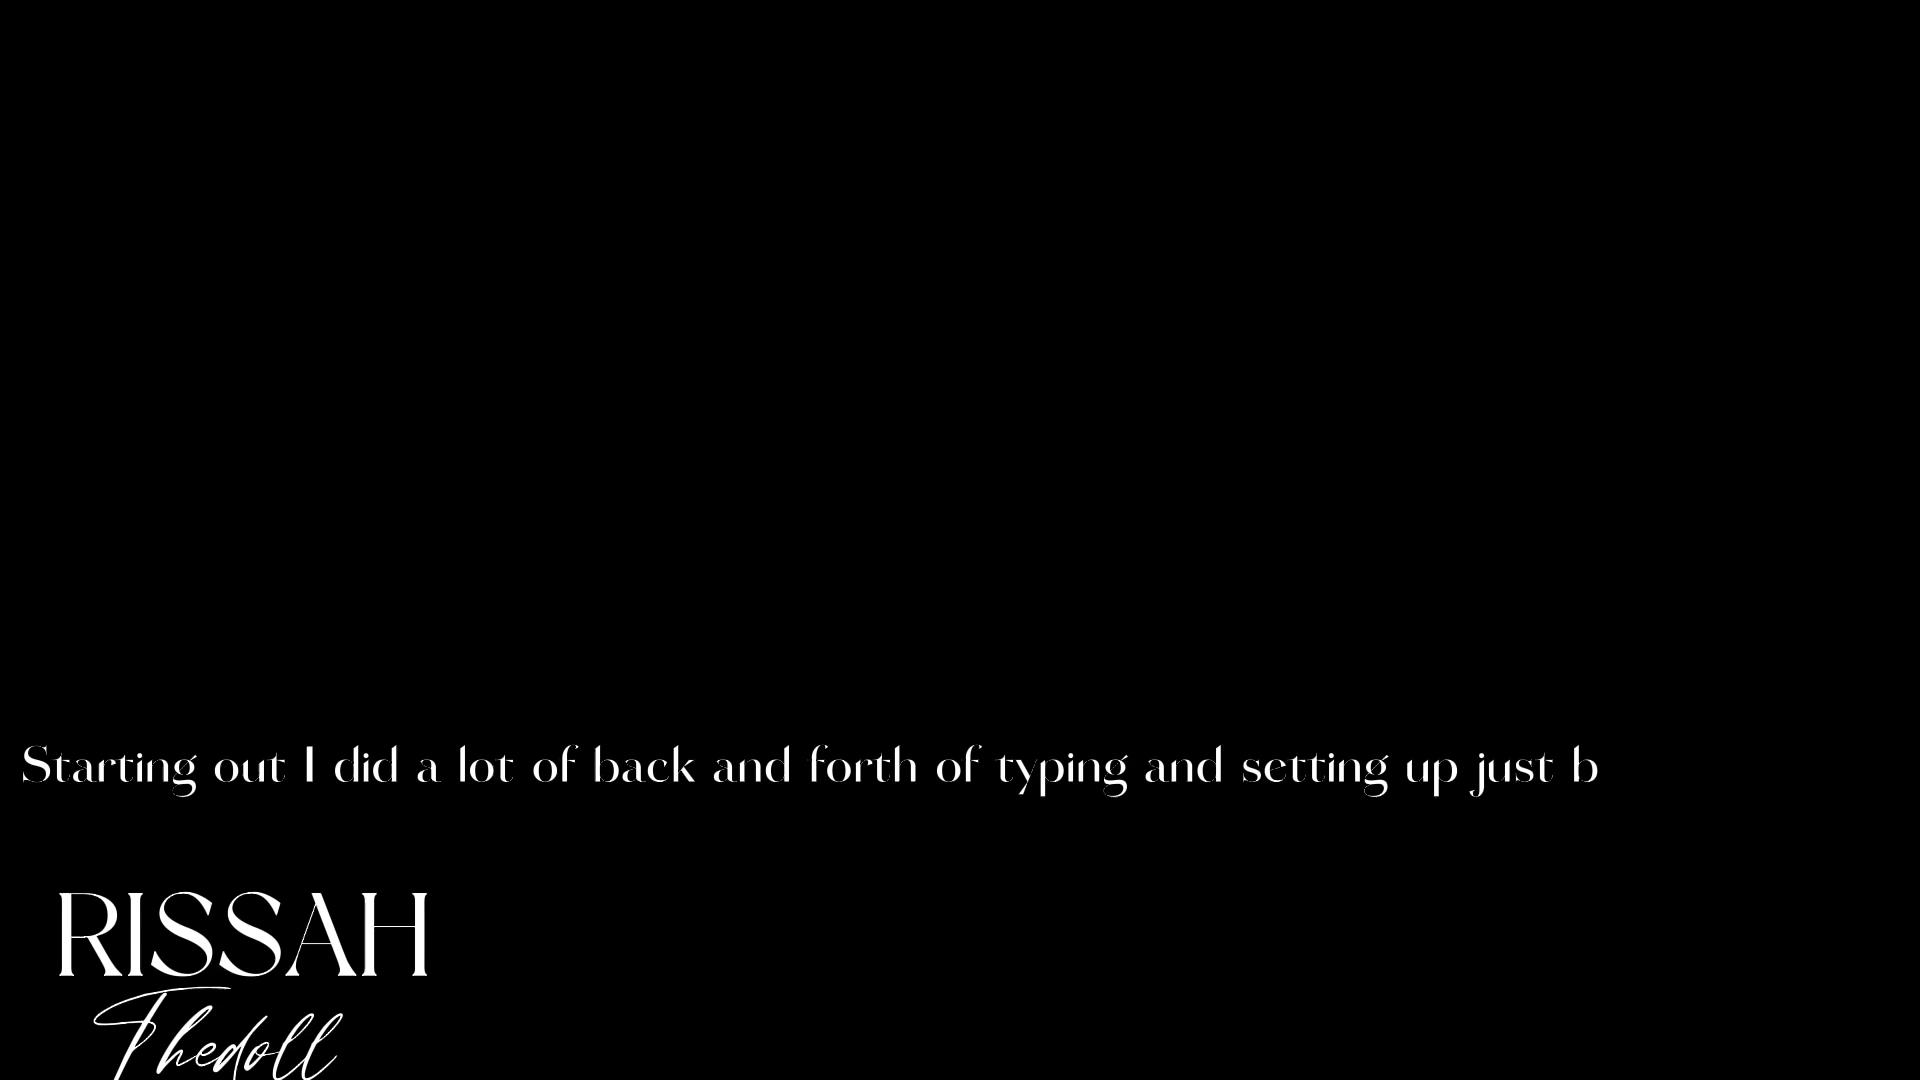 Starting out I did a lot of back and forth of typing and setting up just b
RISSAH
Thedoll